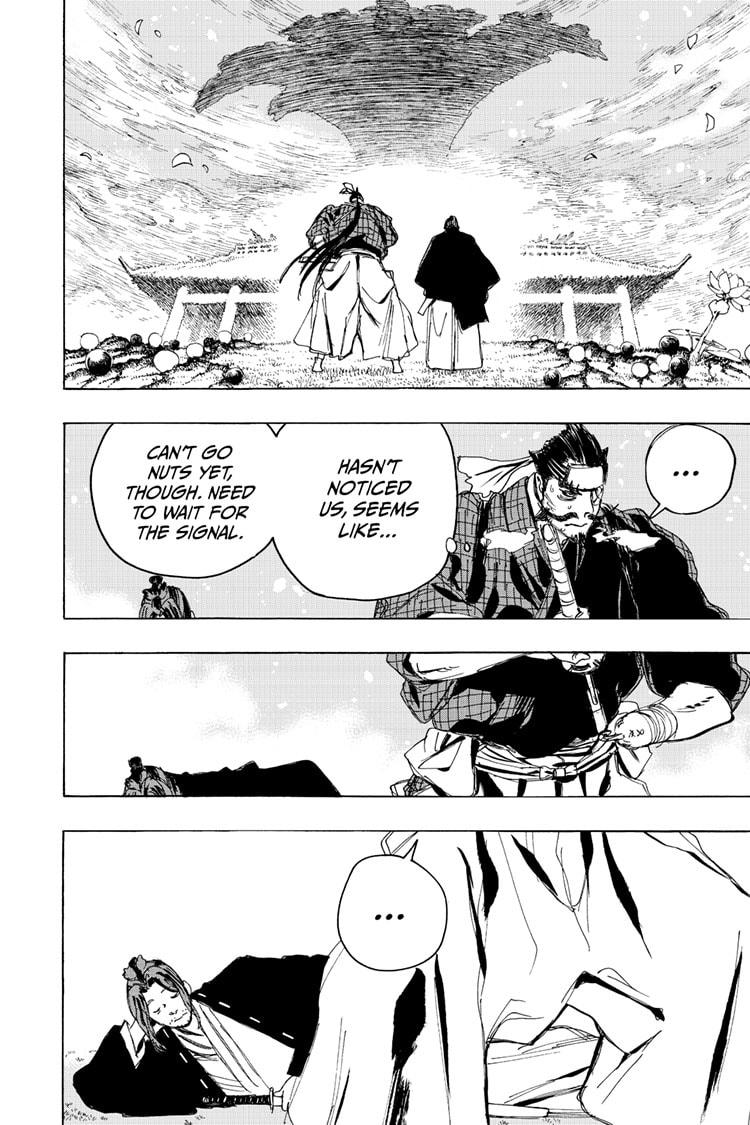 ...
HASN'T
NOTICED
US, SEEMS
LIKE...
CAN'T GO
NUTS YET,
THOUGH. NEED
TO WAIT FOR
THE SIGNAL.
...